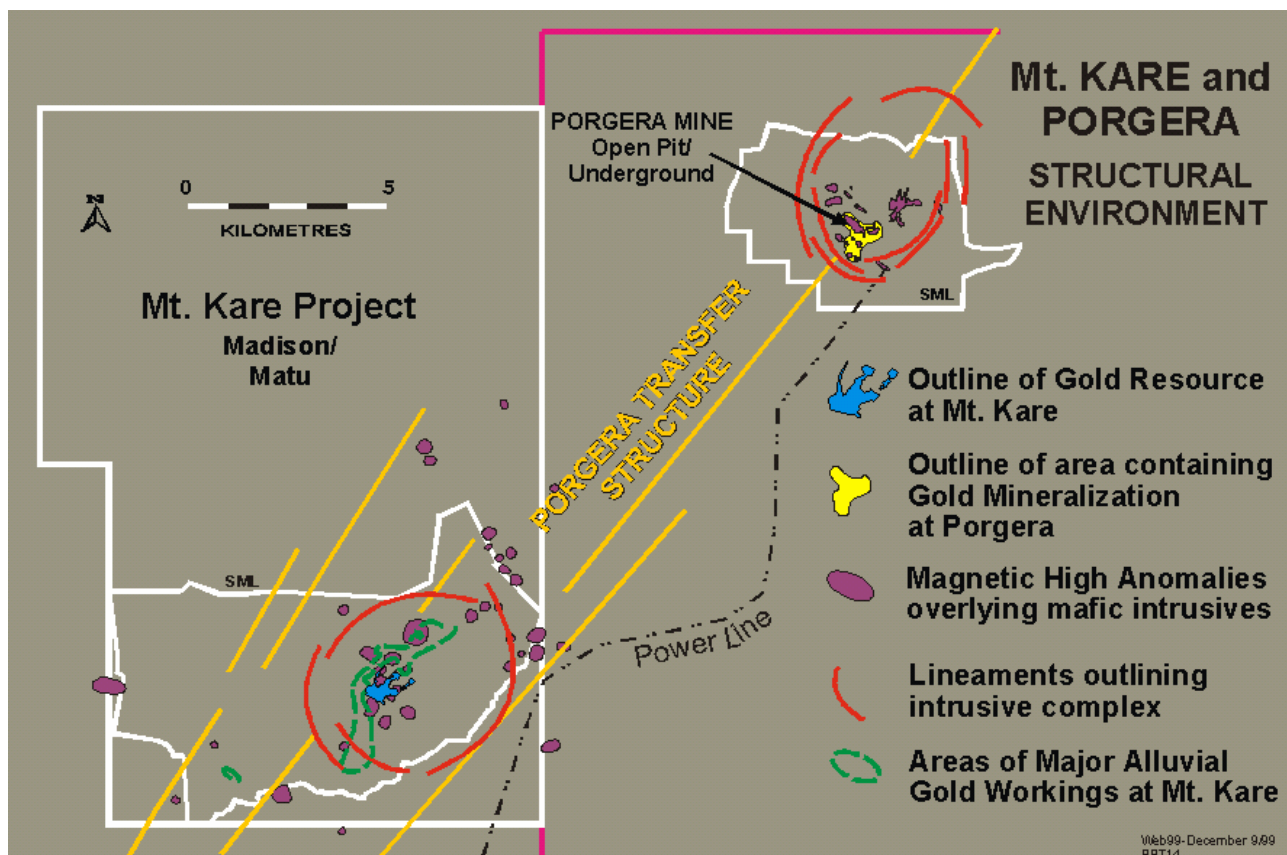 Mt. KARE and
PORGERA
STRUCTURAL
ENVIRONMENT
PORGERA MINE
Open Pit/
Underground
N
0 5
KILOMETRES
Mt. Kare Project
Madison/
Matu
SML
PORGERA TRANSFER
STRUCTURE
SML
Power Line
Outline of Gold Resource
at Mt. Kare
Outline of area containing
Gold Mineralization
at Porgera
Magnetic High Anomalies
overlying mafic intrusives
Lineaments outlining
intrusive complex
Areas of Major Alluvial
Gold Workings at Mt. Kare
Web99-December 9/99